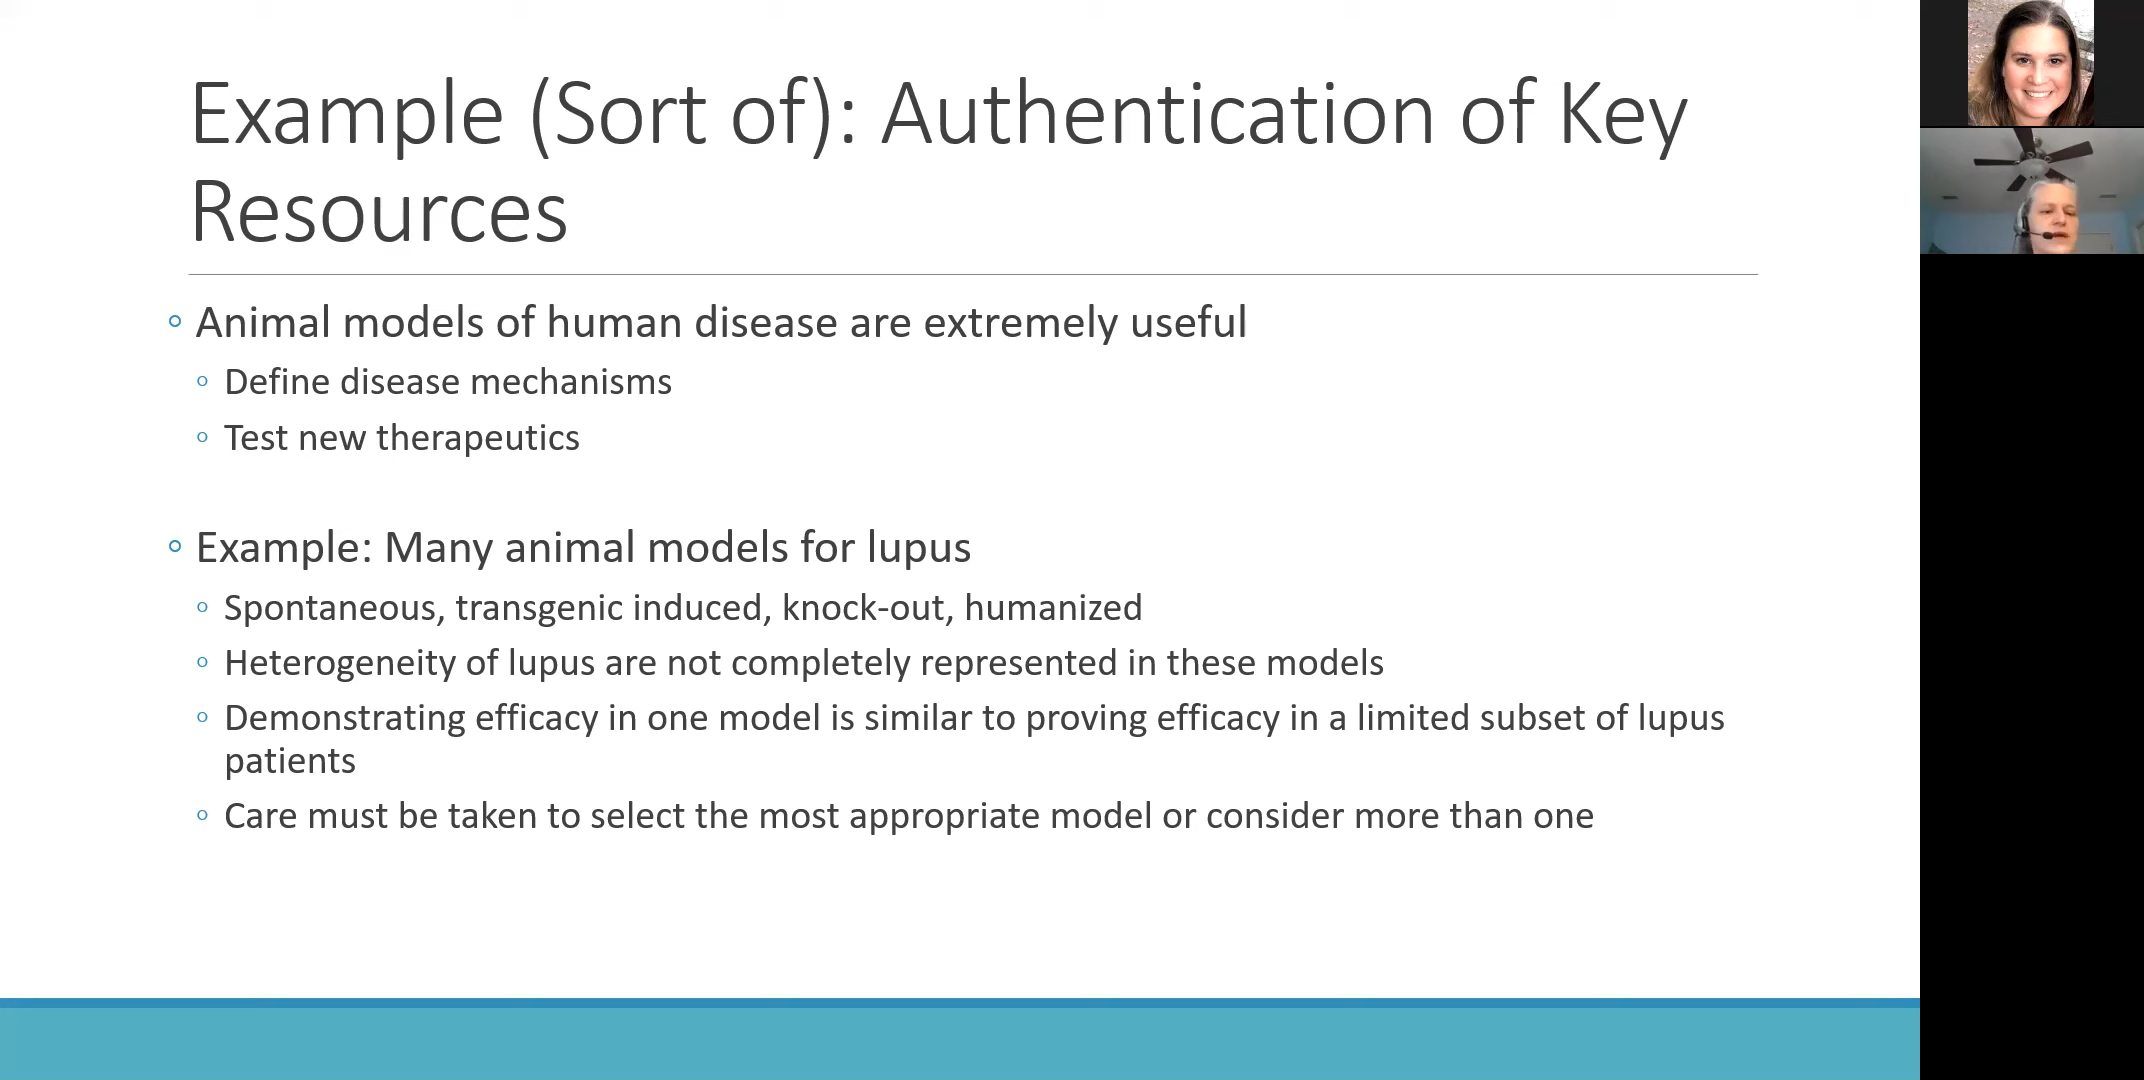 Example (Sort of): Authentication of Key
Resources
◦ Animal models of human disease are extremely useful
◦ Define disease mechanisms
◦ Test new therapeutics
◦ Example: Many animal models for lupus
◦ Spontaneous, transgenic induced, knock-out, humanized
◦ Heterogeneity of lupus are not completely represented in these models
◦ Demonstrating efficacy in one model is similar to proving efficacy in a limited subset of lupus
patients
◦ Care must be taken to select the most appropriate model or consider more than one